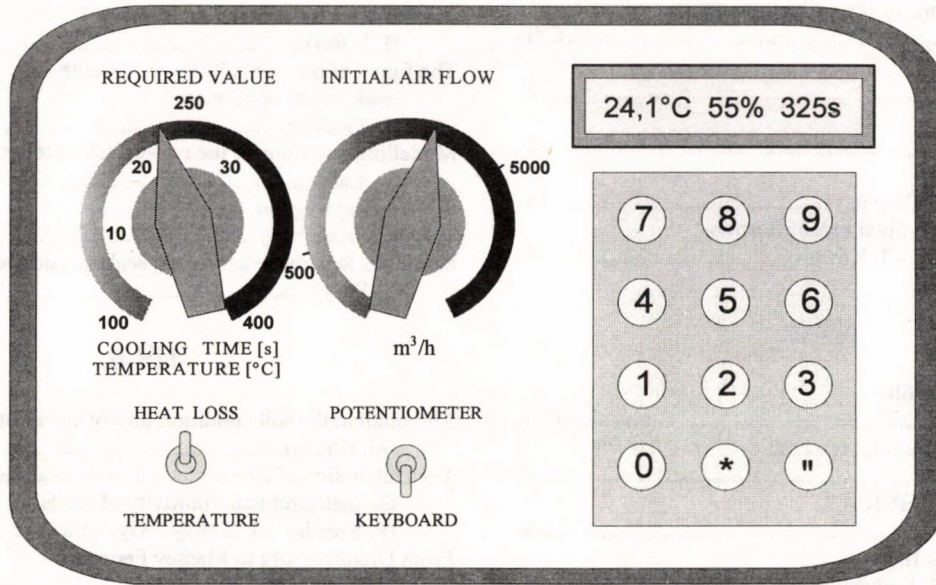 REQUIRED VALUE
INITIAL AIR FLOW
24,1°C 55% 325s
250
20
30
10
100
400
500
5000
COOLING TIME [s]
TEMPERATURE [°C]
m³/h
HEAT LOSS
TEMPERATURE
POTENTIOMETER
KEYBOARD
7 8 9
4 5 6
1 2 3
0 * "